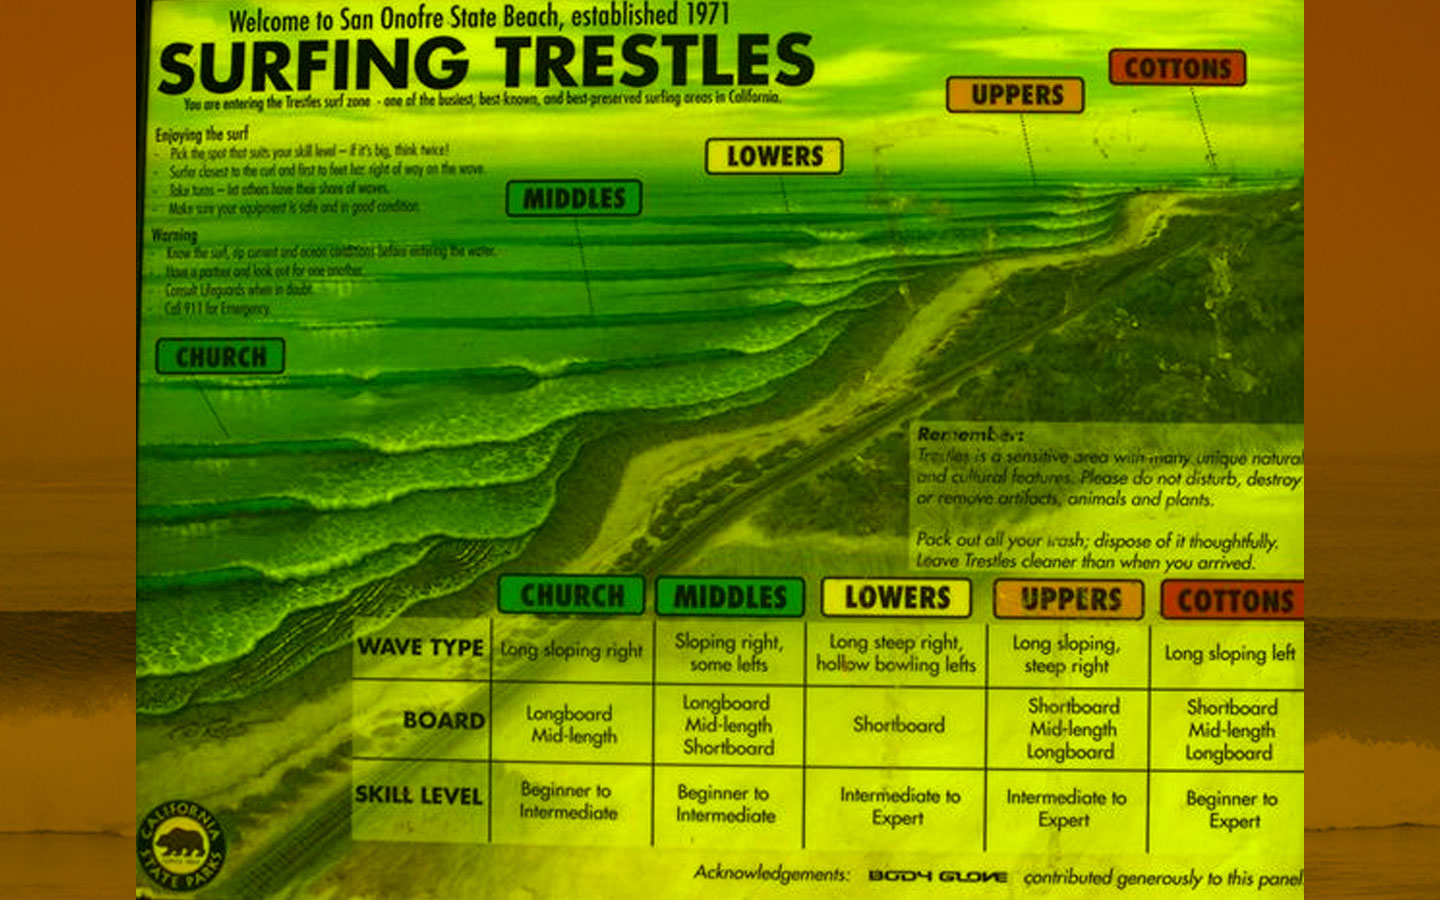 Welcome to San Onofre State Beach, established 1971
SURFING TRESTLES
You are entering the Trestles surf zone - one of the busiest, best-known, and best-preserved surfing areas in California.
COTTONS
UPPERS
LOWERS
MIDDLES
CHURCH
Enjoying the surf
- Pick the spot that suits your skill level – if it's big, think twice!
- Surfer closest to the curl and first to feet has right of way on the wave.
- Take turns – let others have their share of waves.
- Make sure your equipment is safe and in good condition.
Warning
- Know the surf, rip current and ocean conditions before entering the water.
- Have a partner and look out for one another.
- Consult Lifeguards when in doubt.
- Call 911 for Emergency.
Remember:
Trestles is a sensitive area with many unique natural
and cultural features. Please do not disturb, destroy
or remove artifacts, animals and plants.
Pack out all your trash; dispose of it thoughtfully.
Leave Trestles cleaner than when you arrived.
CHURCH MIDDLES LOWERS UPPERS COTTONS
WAVE TYPE Long sloping right Sloping right, some lefts Long steep right, hollow bowling lefts Long sloping, steep right Long sloping left
BOARD Longboard Mid-length Longboard Mid-length Shortboard Shortboard Shortboard Mid-length Longboard Shortboard Mid-length Longboard
SKILL LEVEL Beginner to Intermediate Beginner to Intermediate Intermediate to Expert Intermediate to Expert Beginner to Expert
CALIFORNIA
STATE PARKS
Acknowledgements: BODY GLOVE contributed generously to this panel